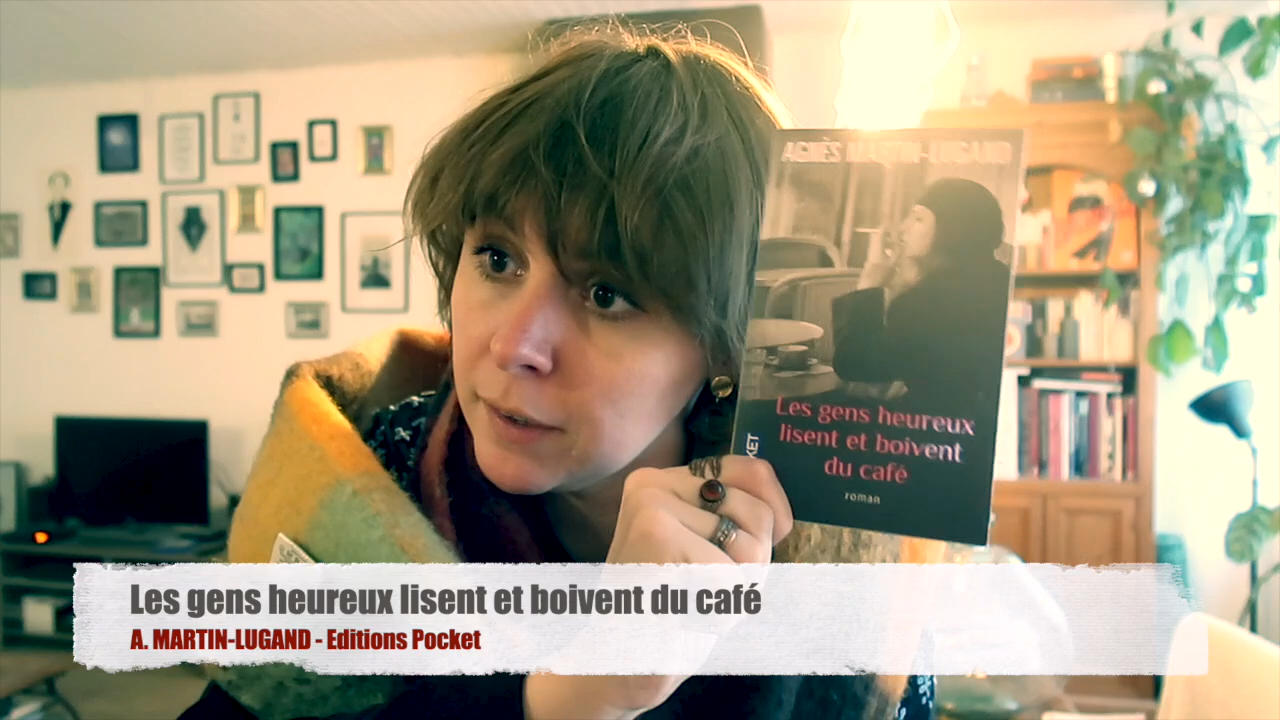 AGNÈS MARTIN-LUGAND
Les gens heureux
lisent et boivent
du café
roman
Les gens heureux lisent et boivent du café
A. MARTIN-LUGAND - Editions Pocket